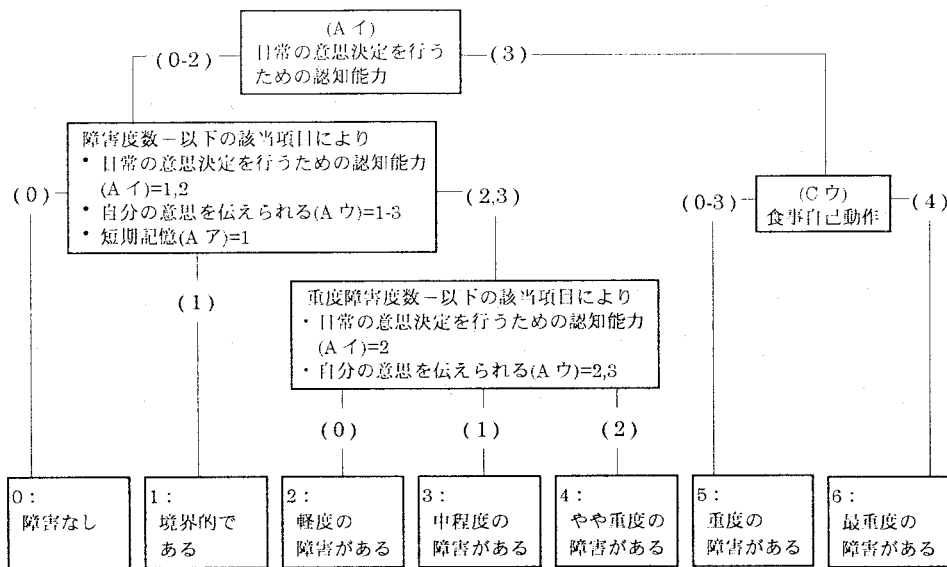 (A イ)
日常の意思決定を行う
ための認知能力
(0-2)
(3)
障害度数－以下の該当項目により
・ 日常の意思決定を行うための認知能力
(A イ)=1,2
・ 自分の意思を伝えられる(A ウ)=1-3
・ 短期記憶(A ア)=1
(0)
(2,3)
(0-3)
(C ウ)
食事自己動作
(4)
(1)
重度障害度数－以下の該当項目により
・ 日常の意思決定を行うための認知能力
(A イ)=2
・ 自分の意思を伝えられる(A ウ)=2,3
(0)
(1)
(2)
0:
障害なし
1:
境界的で
ある
2:
軽度の
障害がある
3:
中程度の
障害がある
4:
やや重度の
障害がある
5:
重度の
障害がある
6:
最重度の
障害がある